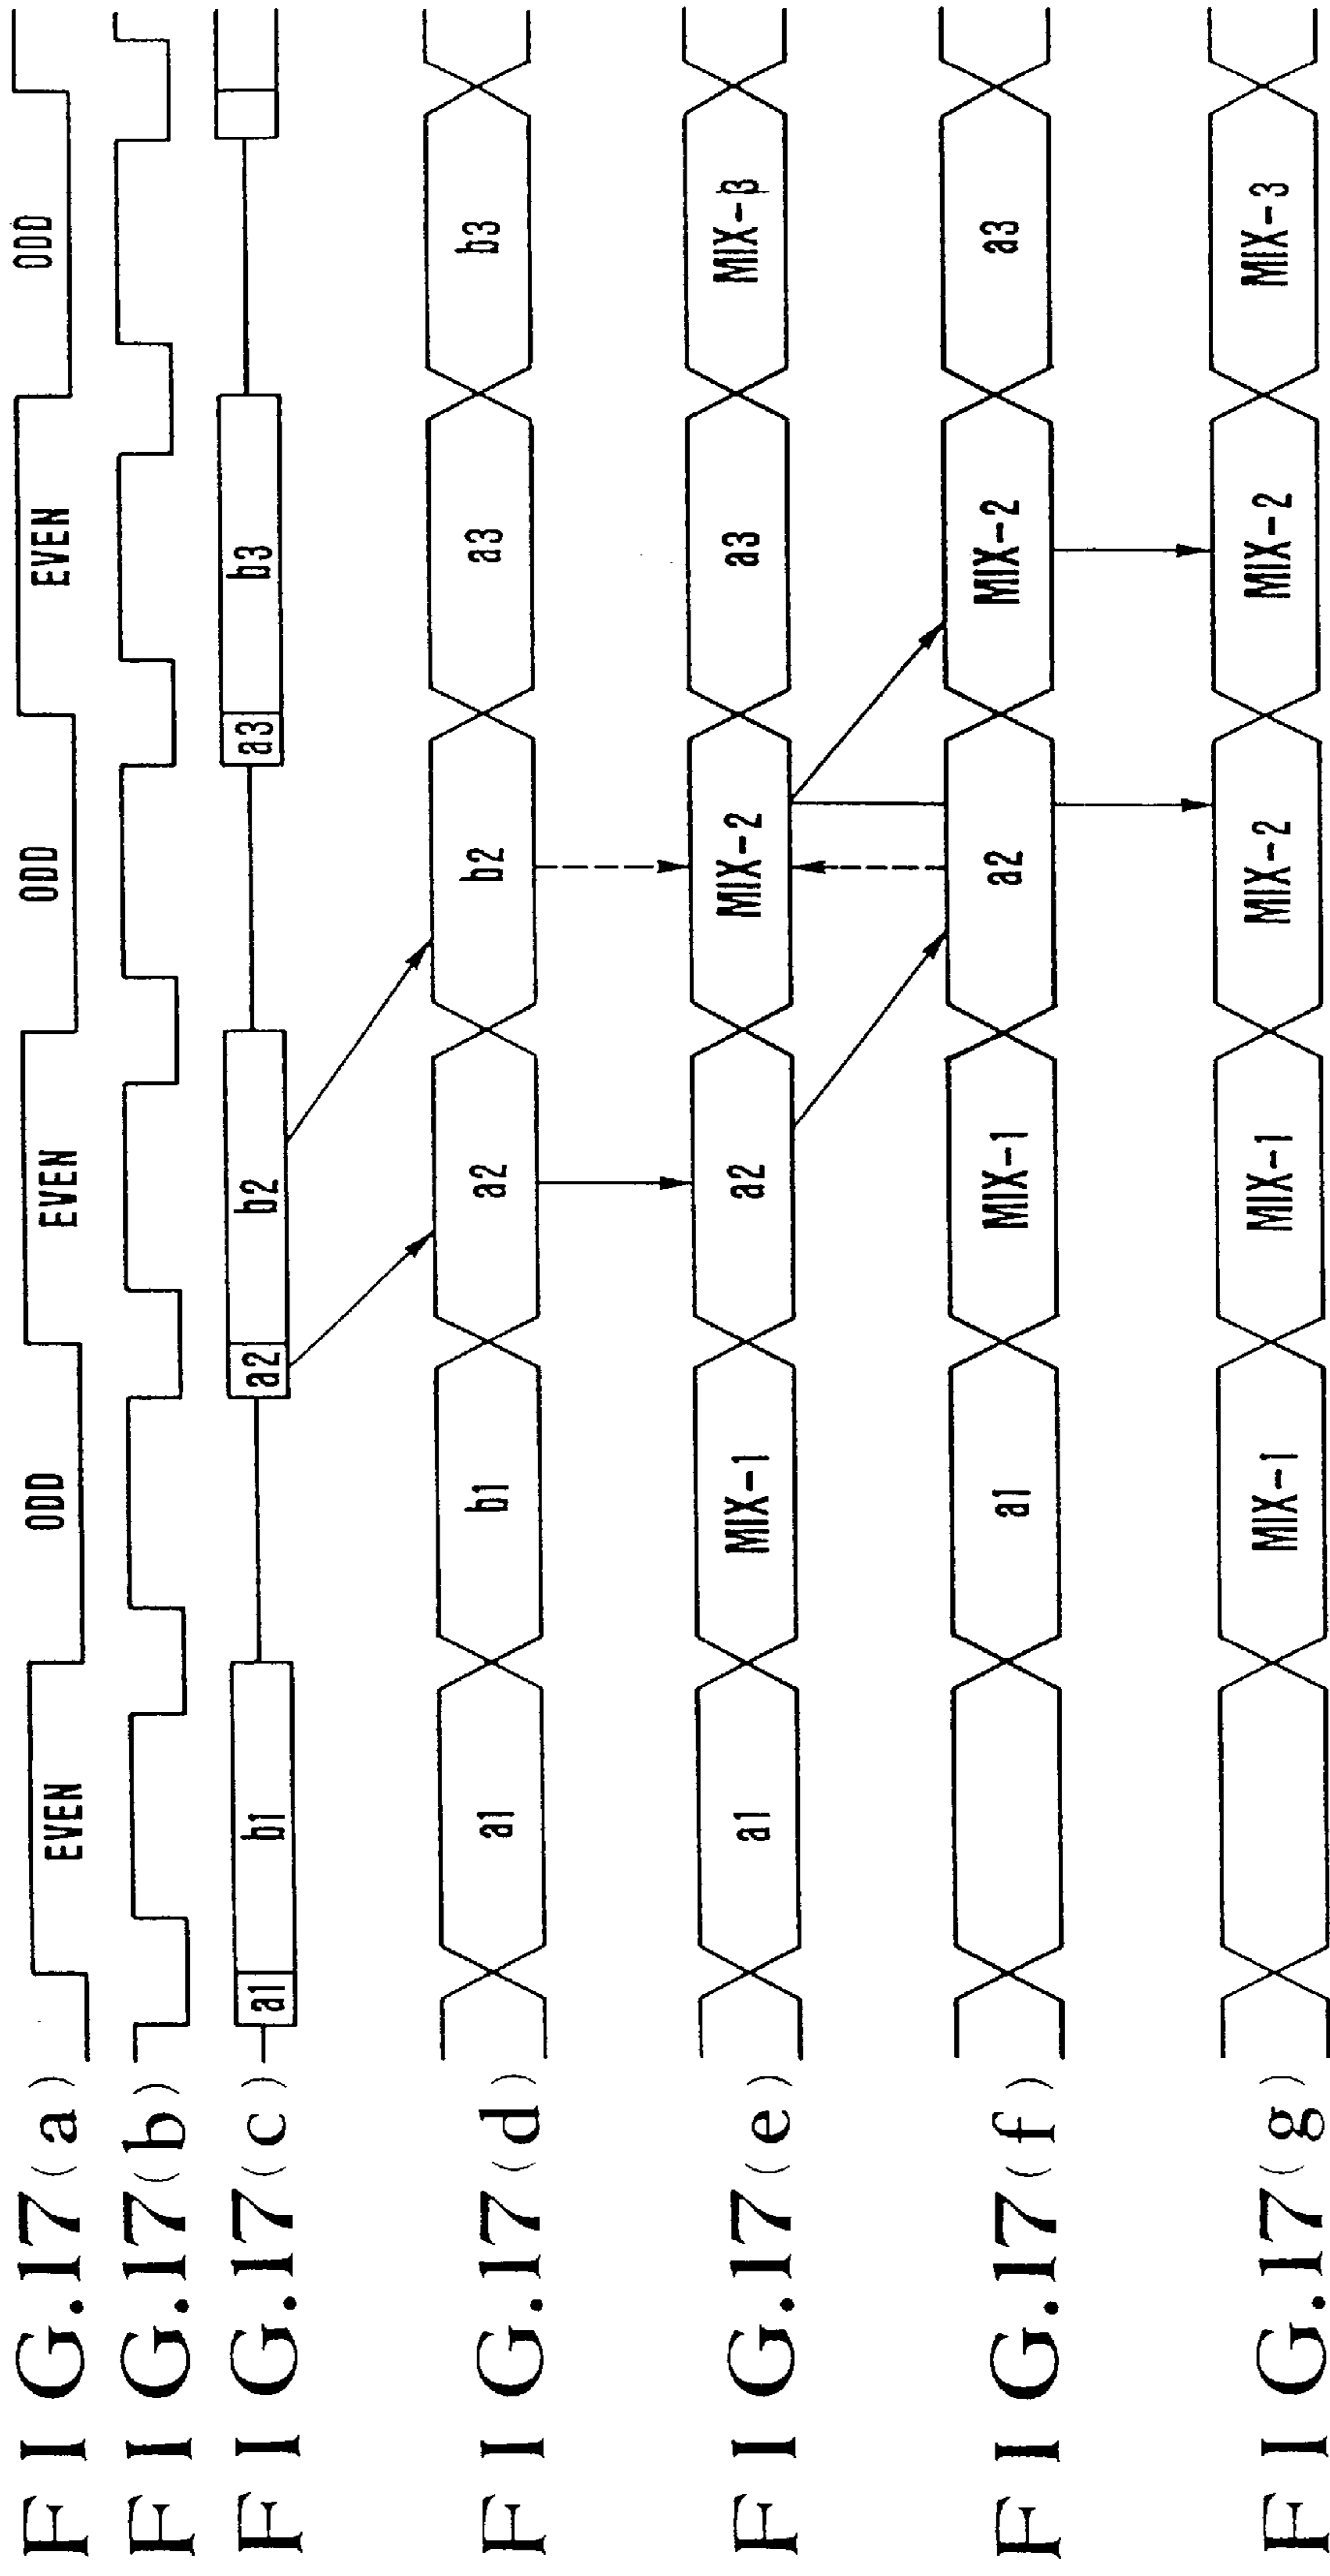 FIG.17(a) EVEN ODD EVEN ODD EVEN ODD
FIG.17(b)
FIG.17(c) a1 b1 a2 b2 a3 b3
FIG.17(d) a1 b1 a2 b2 a3 b3
FIG.17(e) a1 MIX-1 a2 MIX-2 a3 MIX-3
FIG.17(f) a1 MIX-1 a2 MIX-2 a3
FIG.17(g) MIX-1 MIX-1 MIX-2 MIX-2 MIX-3